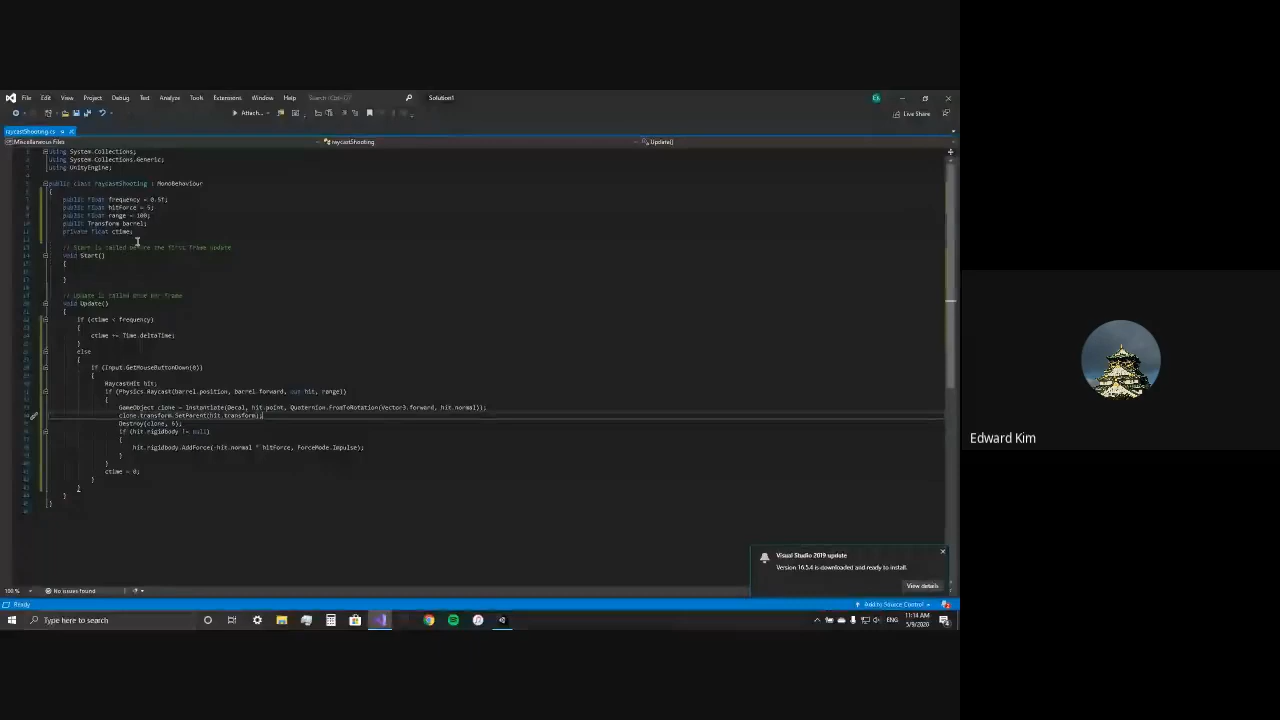 File Edit View Project Debug Test Analyze Tools Extensions Window Help Search (Ctrl+Q) Solution1
Attach... Live Share
raycastShooting.cs
Miscellaneous Files raycastShooting Update()
using System.Collections;
using System.Collections.Generic;
using UnityEngine;
public class raycastShooting : MonoBehaviour
{
public float frequency = 0.5f;
public float hitForce = 5;
public float range = 100;
public Transform barrel;
private float ctime;
// Start is called before the first frame update
void Start()
{
}
// Update is called once per frame
void Update()
{
if (ctime < frequency)
{
ctime += Time.deltaTime;
}
else
{
if (Input.GetMouseButtonDown(0))
{
RaycastHit hit;
if (Physics.Raycast(barrel.position, barrel.forward, out hit, range))
{
GameObject clone = Instantiate(Decal, hit.point, Quaternion.FromToRotation(Vector3.forward, hit.normal));
clone.transform.SetParent(hit.transform);
Destroy(clone, 5);
if (hit.rigidbody != null)
{
hit.rigidbody.AddForce(-hit.normal * hitForce, ForceMode.Impulse);
}
}
ctime = 0;
}
}
}
}
Edward Kim
Visual Studio 2019 update
Version 16.5.4 is downloaded and ready to install.
View details
100 % No issues found
Ready Add to Source Control
Type here to search ENG 11:14 AM
5/9/2020